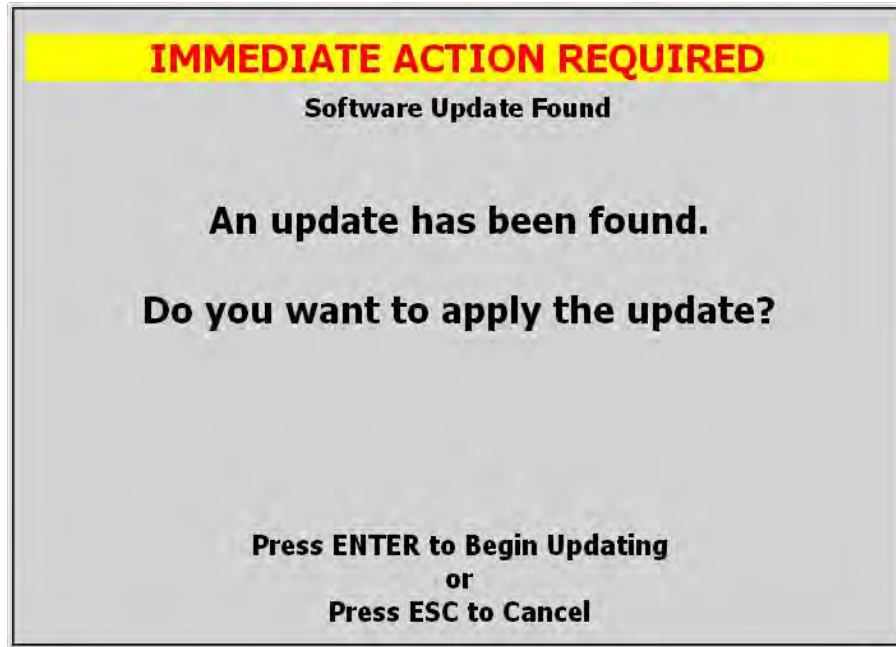 IMMEDIATE ACTION REQUIRED
Software Update Found
An update has been found.
Do you want to apply the update?
Press ENTER to Begin Updating
or
Press ESC to Cancel